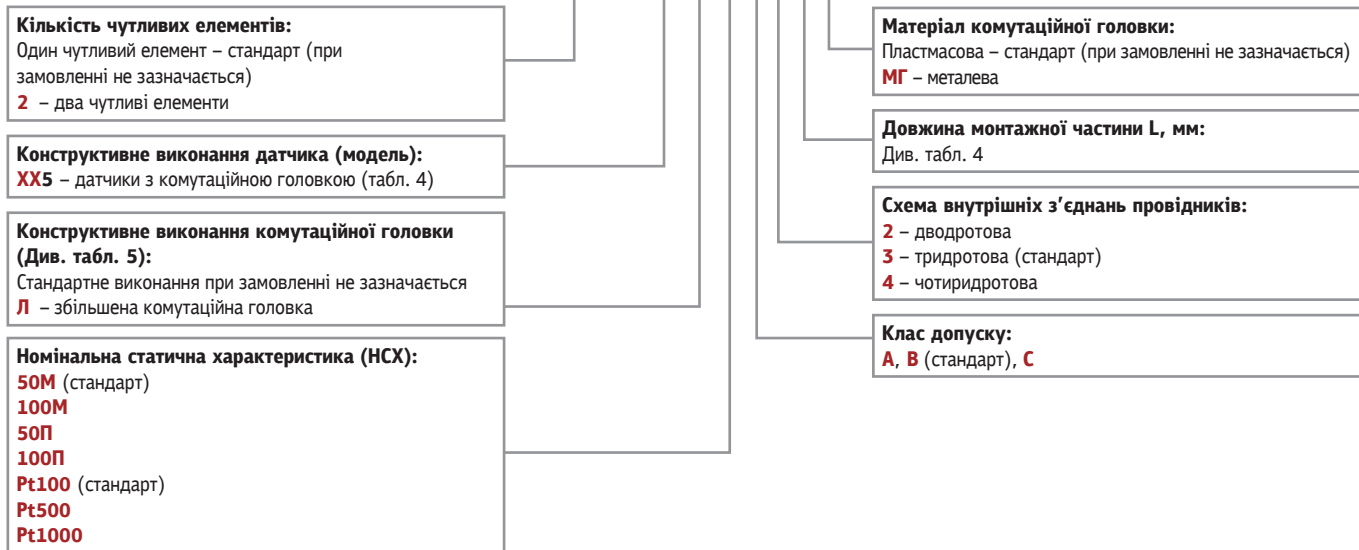 Кількість чутливих елементів:
Один чутливий елемент – стандарт (при
замовленні не зазначається)
2 – два чутливі елементи
Конструктивне виконання датчика (модель):
ХХ5 – датчики з комутаційною головкою (табл. 4)
Конструктивне виконання комутаційної головки
(Див. табл. 5):
Стандартне виконання при замовленні не зазначається
Л – збільшена комутаційна головка
Номінальна статична характеристика (НСХ):
50М (стандарт)
100М
50П
100П
Pt100 (стандарт)
Pt500
Pt1000
Матеріал комутаційної головки:
Пластмасова – стандарт (при замовленні не зазначається)
МГ – металева
Довжина монтажної частини L, мм:
Див. табл. 4
Схема внутрішніх з’єднань провідників:
2 – дводротова
3 – тридротова (стандарт)
4 – чотиридротова
Клас допуску:
А, В (стандарт), С